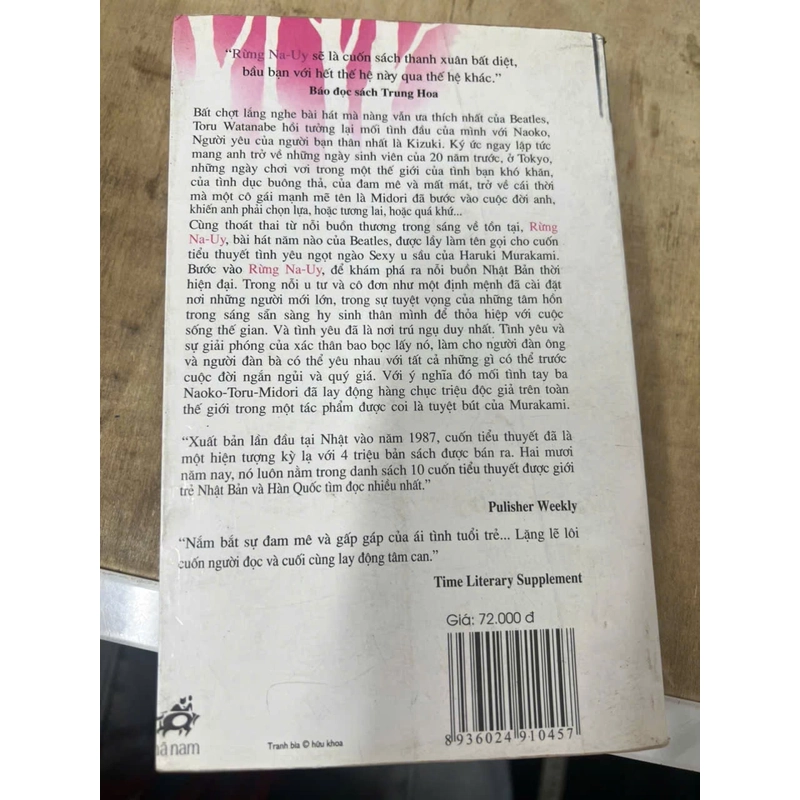 “Rừng Na-Uy sẽ là cuốn sách thanh xuân bất diệt,
bầu bạn với hết thế hệ này qua thế hệ khác.”
Báo đọc sách Trung Hoa
Bất chợt lắng nghe bài hát mà nàng vẫn ưa thích nhất của Beatles,
Toru Watanabe hồi tưởng lại mối tình đầu của mình với Naoko,
Người yêu của người bạn thân nhất là Kizuki. Ký ức ngay lập tức
mang anh trở về những ngày sinh viên của 20 năm trước, ở Tokyo,
những ngày chơi vơi trong một thế giới của tình bạn khó khăn,
của tình dục buông thả, của đam mê và mất mát, trở về cái thời
mà một cô gái mạnh mẽ tên là Midori đã bước vào cuộc đời anh,
khiến anh phải chọn lựa, hoặc tương lai, hoặc quá khứ...
Cùng thoát thai từ nỗi buồn thương trong sáng về tồn tại, Rừng
Na-Uy, bài hát năm nào của Beatles, được lấy làm tên gọi cho cuốn
tiểu thuyết tình yêu ngọt ngào Sexy u sầu của Haruki Murakami.
Bước vào Rừng Na-Uy, để khám phá ra nỗi buồn Nhật Bản thời
hiện đại. Trong nỗi u tư và cô đơn như một định mệnh đã cài đặt
nơi những người mới lớn, trong sự tuyệt vọng của những tâm hồn
trong sáng sẵn sàng hy sinh thân mình để thỏa hiệp với cuộc
sống thế gian. Và tình yêu đã là nơi trú ngụ duy nhất. Tình yêu và
sự giải phóng của xác thân bao bọc lấy nó, làm cho người đàn ông
và người đàn bà có thể yêu nhau với tất cả những gì có thể trước
cuộc đời ngắn ngủi và quý giá. Với ý nghĩa đó mối tình tay ba
Naoko-Toru-Midori đã lay động hàng chục triệu độc giả trên toàn
thế giới trong một tác phẩm được coi là tuyệt bút của Murakami.
“Xuất bản lần đầu tại Nhật vào năm 1987, cuốn tiểu thuyết đã là
một hiện tượng kỳ lạ với 4 triệu bản sách được bán ra. Hai mươi
năm nay, nó luôn nằm trong danh sách 10 cuốn tiểu thuyết được giới
trẻ Nhật Bản và Hàn Quốc tìm đọc nhiều nhất.”
Pulisher Weekly
“Nắm bắt sự đam mê và gấp gáp của ái tình tuổi trẻ... Lặng lẽ lôi
cuốn người đọc và cuối cùng lay động tâm can.”
Time Literary Supplement
Giá: 72.000 đ
8 936024 910457
nhã nam
Tranh bìa © hữu khoa